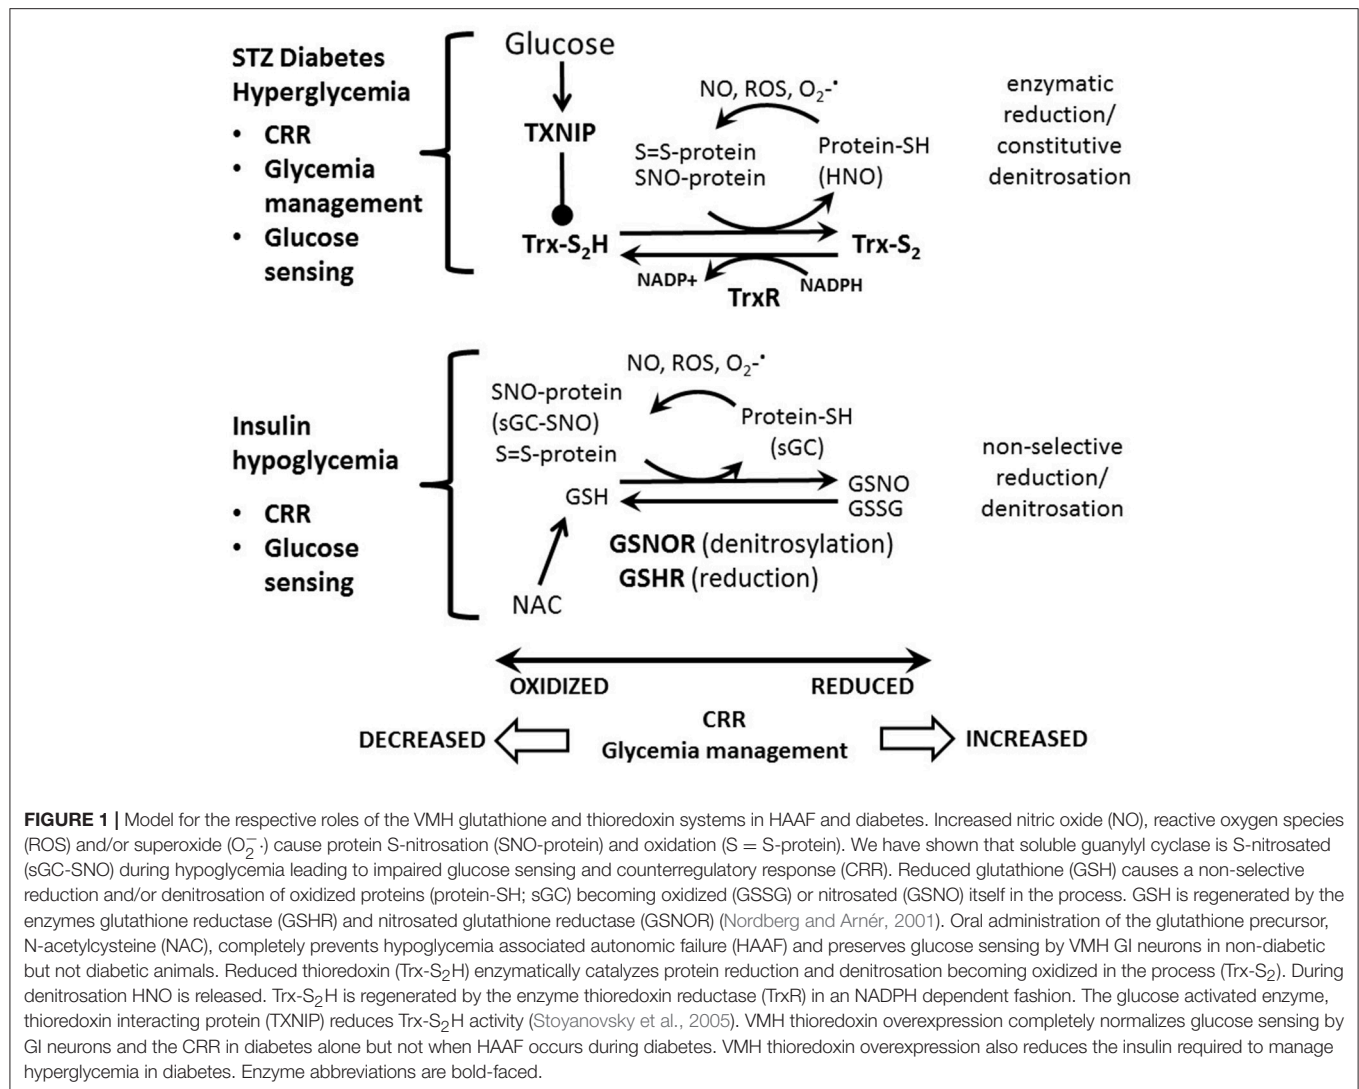 STZ Diabetes
Hyperglycemia
• CRR
• Glycemia
management
• Glucose
sensing
Glucose
TXNIP
Trx-S₂H
NO, ROS, O₂-•
S=S-protein
SNO-protein
Protein-SH
(HNO)
Trx-S₂
NADP+
NADPH
TrxR
enzymatic
reduction/
constitutive
denitrosation
Insulin
hypoglycemia
• CRR
• Glucose
sensing
NO, ROS, O₂-•
SNO-protein
(sGC-SNO)
S=S-protein
Protein-SH
(sGC)
GSH
GSNO
GSSG
GSNOR (denitrosylation)
GSHR (reduction)
NAC
non-selective
reduction/
denitrosation
OXIDIZED
REDUCED
DECREASED
CRR
Glycemia management
INCREASED
FIGURE 1 | Model for the respective roles of the VMH glutathione and thioredoxin systems in HAAF and diabetes. Increased nitric oxide (NO), reactive oxygen species
(ROS) and/or superoxide (O₂⁻·) cause protein S-nitrosation (SNO-protein) and oxidation (S = S-protein). We have shown that soluble guanylyl cyclase is S-nitrosated
(sGC-SNO) during hypoglycemia leading to impaired glucose sensing and counterregulatory response (CRR). Reduced glutathione (GSH) causes a non-selective
reduction and/or denitrosation of oxidized proteins (protein-SH; sGC) becoming oxidized (GSSG) or nitrosated (GSNO) itself in the process. GSH is regenerated by the
enzymes glutathione reductase (GSHR) and nitrosated glutathione reductase (GSNOR) (Nordberg and Arnér, 2001). Oral administration of the glutathione precursor,
N-acetylcysteine (NAC), completely prevents hypoglycemia associated autonomic failure (HAAF) and preserves glucose sensing by VMH GI neurons in non-diabetic
but not diabetic animals. Reduced thioredoxin (Trx-S₂H) enzymatically catalyzes protein reduction and denitrosation becoming oxidized in the process (Trx-S₂). During
denitrosation HNO is released. Trx-S₂H is regenerated by the enzyme thioredoxin reductase (TrxR) in an NADPH dependent fashion. The glucose activated enzyme,
thioredoxin interacting protein (TXNIP) reduces Trx-S₂H activity (Stoyanovsky et al., 2005). VMH thioredoxin overexpression completely normalizes glucose sensing by
GI neurons and the CRR in diabetes alone but not when HAAF occurs during diabetes. VMH thioredoxin overexpression also reduces the insulin required to manage
hyperglycemia in diabetes. Enzyme abbreviations are bold-faced.